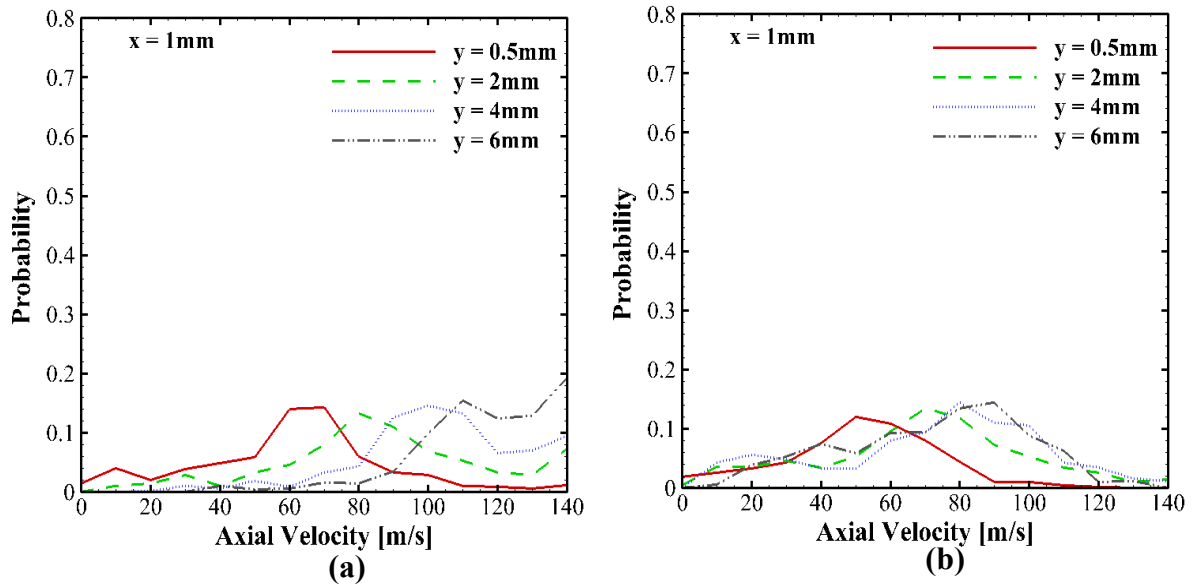 x = 1mm
y = 0.5mm
y = 2mm
y = 4mm
y = 6mm
0.8
0.7
0.6
0.5
0.4
0.3
0.2
0.1
0
Probability
0 20 40 60 80 100 120 140
Axial Velocity [m/s]
(a)
x = 1mm
y = 0.5mm
y = 2mm
y = 4mm
y = 6mm
0.8
0.7
0.6
0.5
0.4
0.3
0.2
0.1
0
Probability
0 20 40 60 80 100 120 140
Axial Velocity [m/s]
(b)